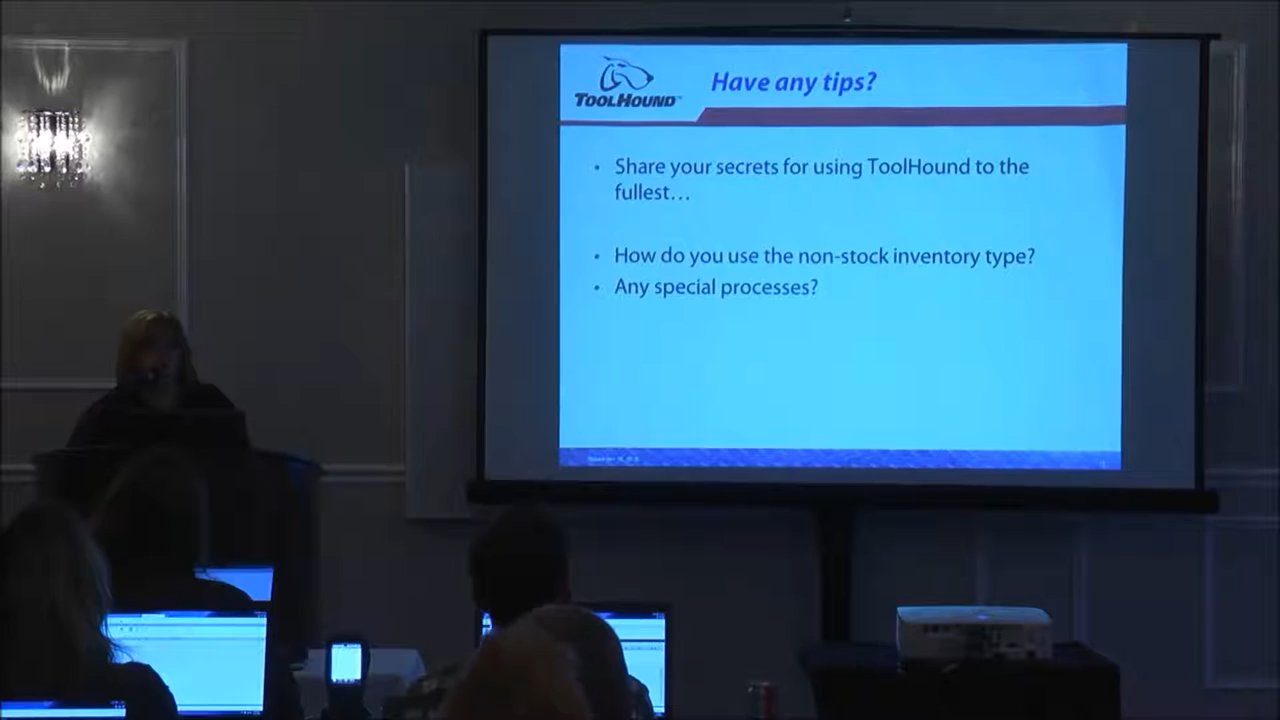 TOOLHOUND™
Have any tips?
• Share your secrets for using ToolHound to the
fullest…
• How do you use the non-stock inventory type?
• Any special processes?